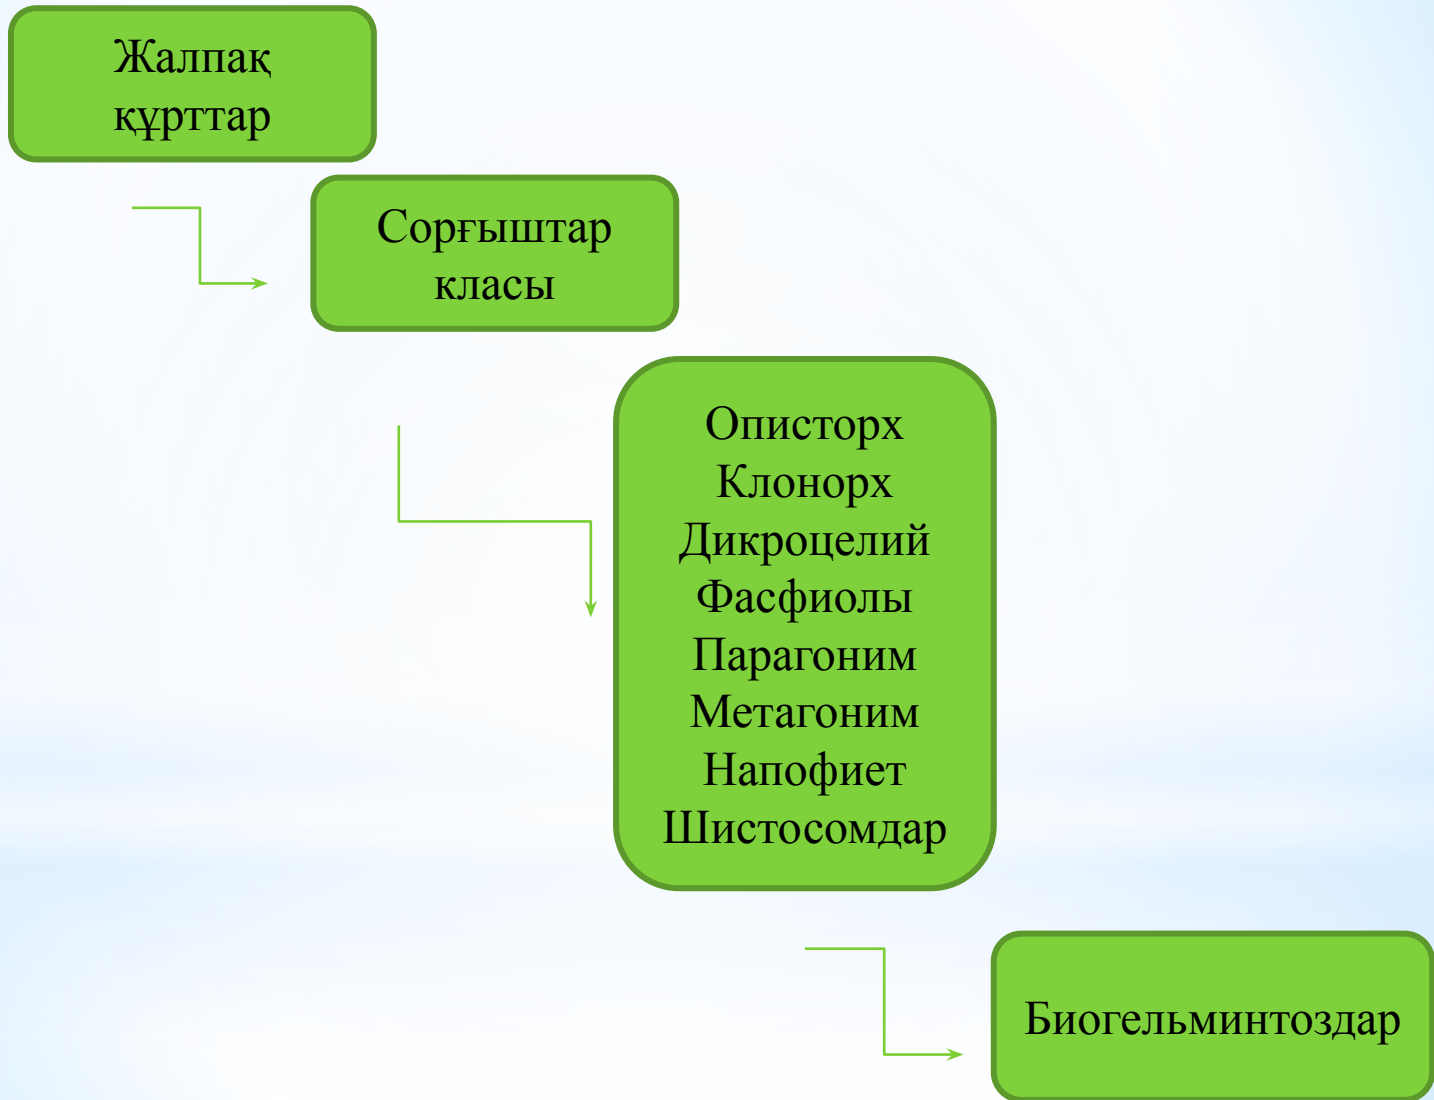 Жалпақ
құрттар
Сорғыштар
класы
Описторх
Клонорх
Дикроцелий
Фасфиолы
Парагоним
Метагоним
Напофиет
Шистосомдар
Биогельминтоздар